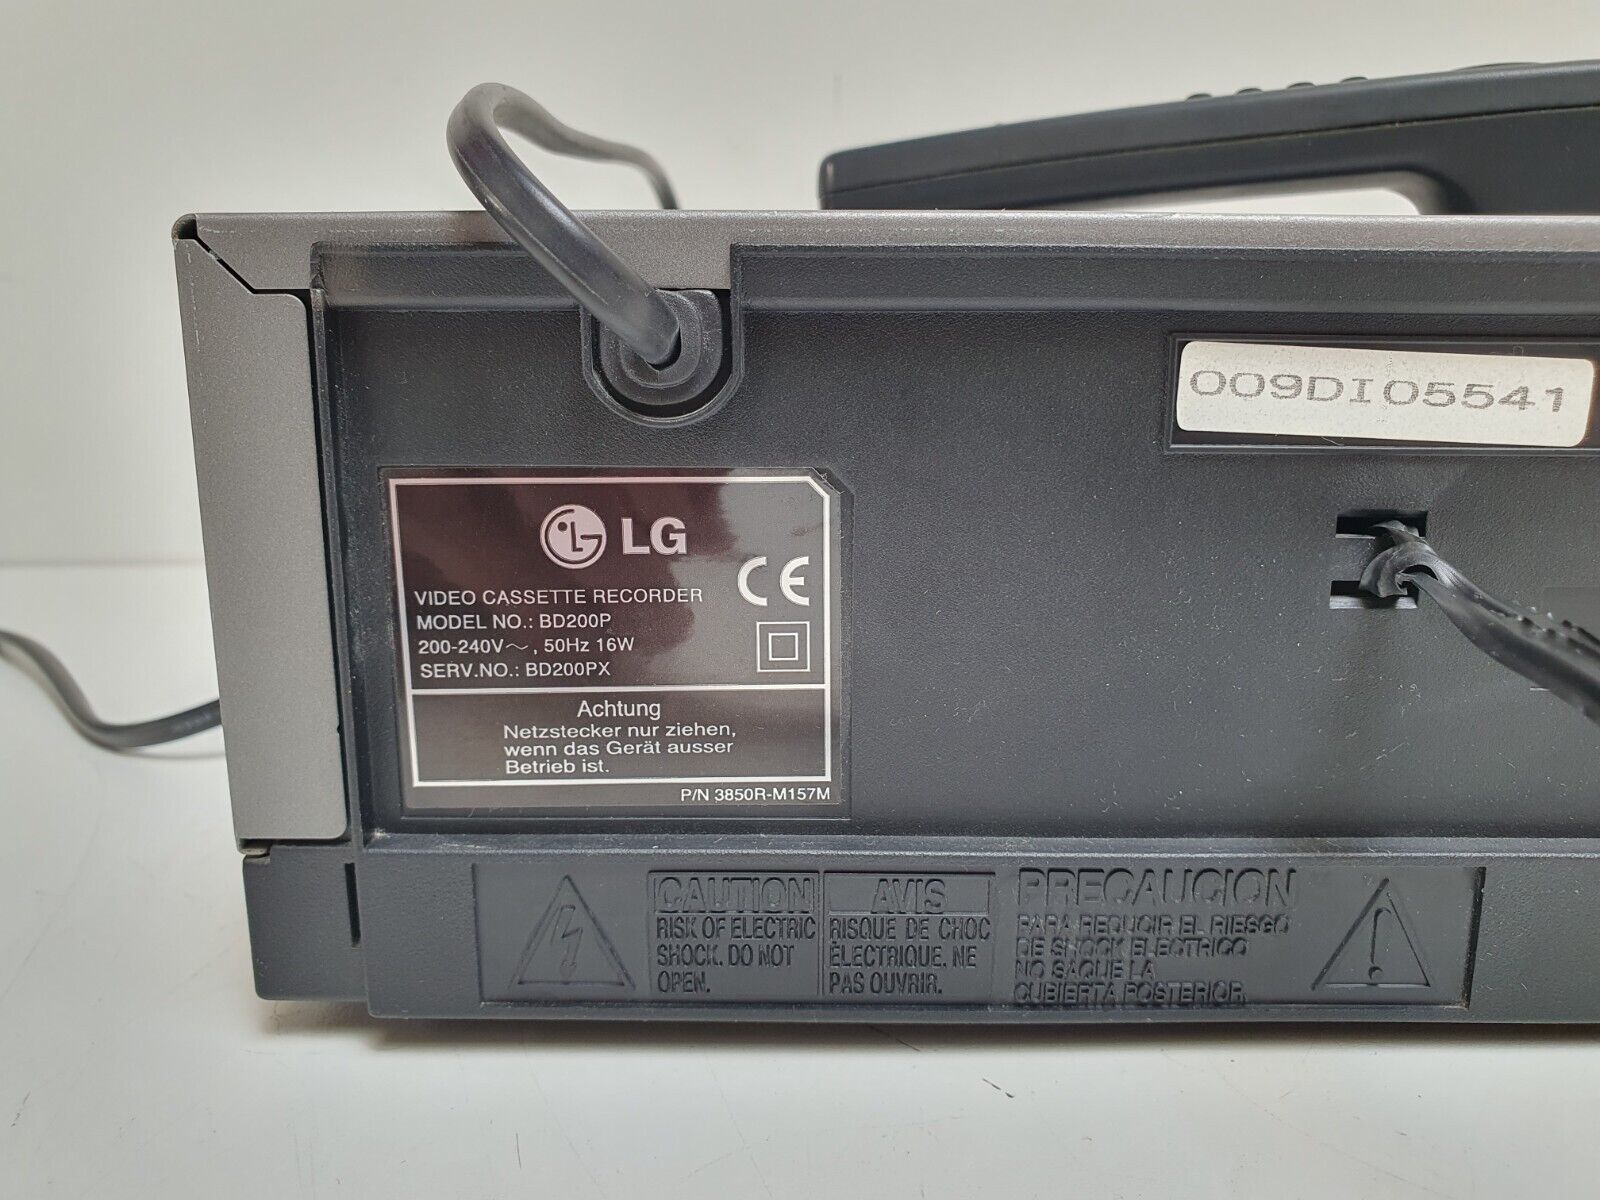 009DI05541
LG
VIDEO CASSETTE RECORDER
MODEL NO.: BD200P
200-240V～, 50Hz 16W
SERV.NO.: BD200PX
CE
Achtung
Netzstecker nur ziehen,
wenn das Gerät ausser
Betrieb ist.
P/N 3850R-M157M
CAUTION
RISK OF ELECTRIC
SHOCK. DO NOT
OPEN.
AVIS
RISQUE DE CHOC
ÉLECTRIQUE. NE
PAS OUVRIR.
PRECAUCION
PARA REDUCIR EL RIESGO
DE SHOCK ELECTRICO
NO SAQUE LA
CUBIERTA POSTERIOR.